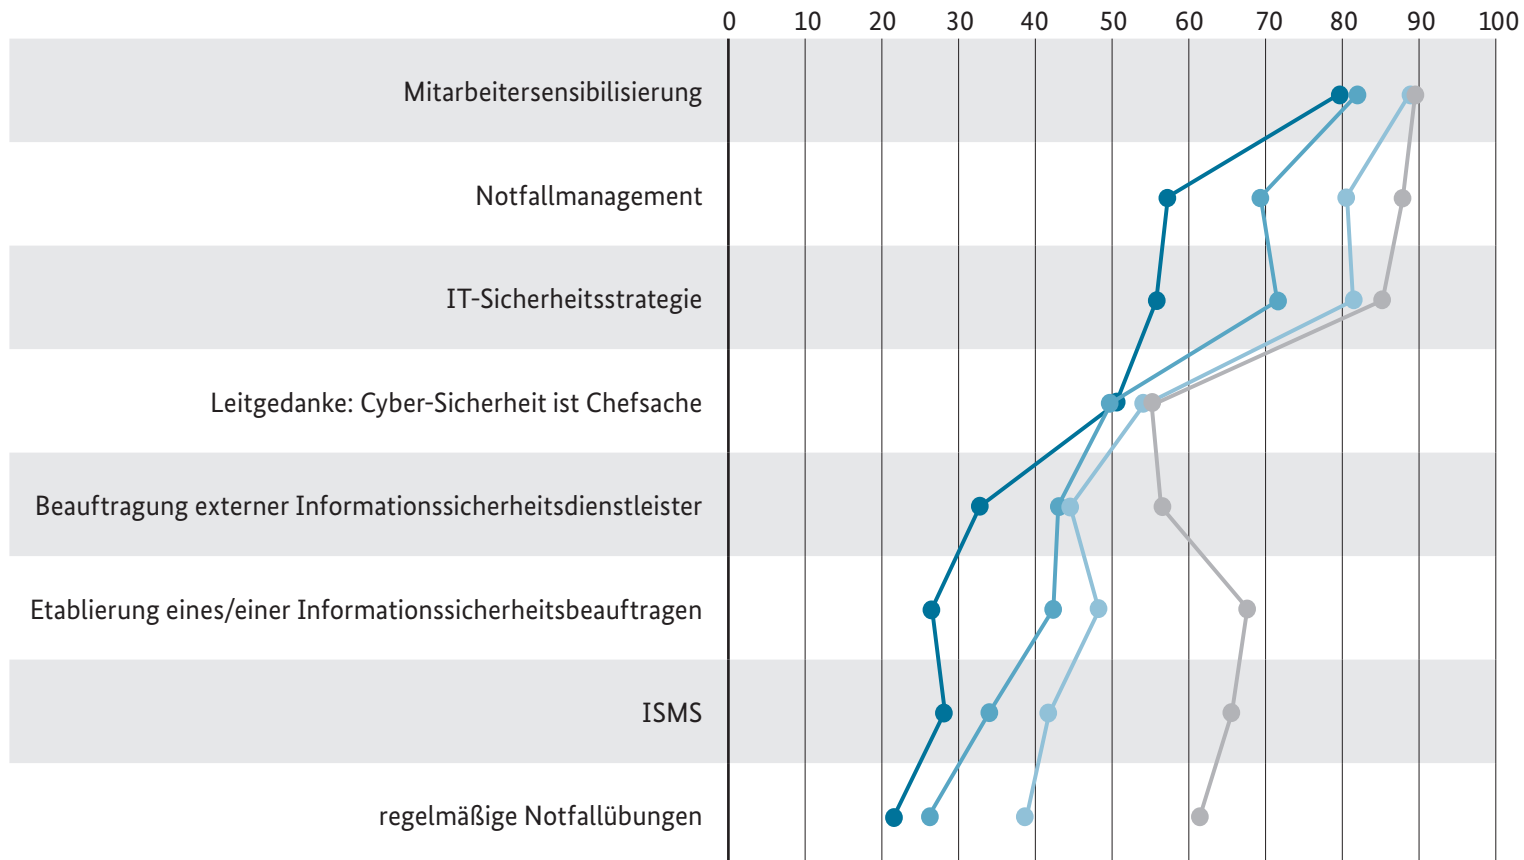 0 10 20 30 40 50 60 70 80 90 100
Mitarbeitersensibilisierung
Notfallmanagement
IT-Sicherheitsstrategie
Leitgedanke: Cyber-Sicherheit ist Chefsache
Beauftragung externer Informationssicherheitsdienstleister
Etablierung eines/einer Informationssicherheitsbeauftragen
ISMS
regelmäßige Notfallübungen